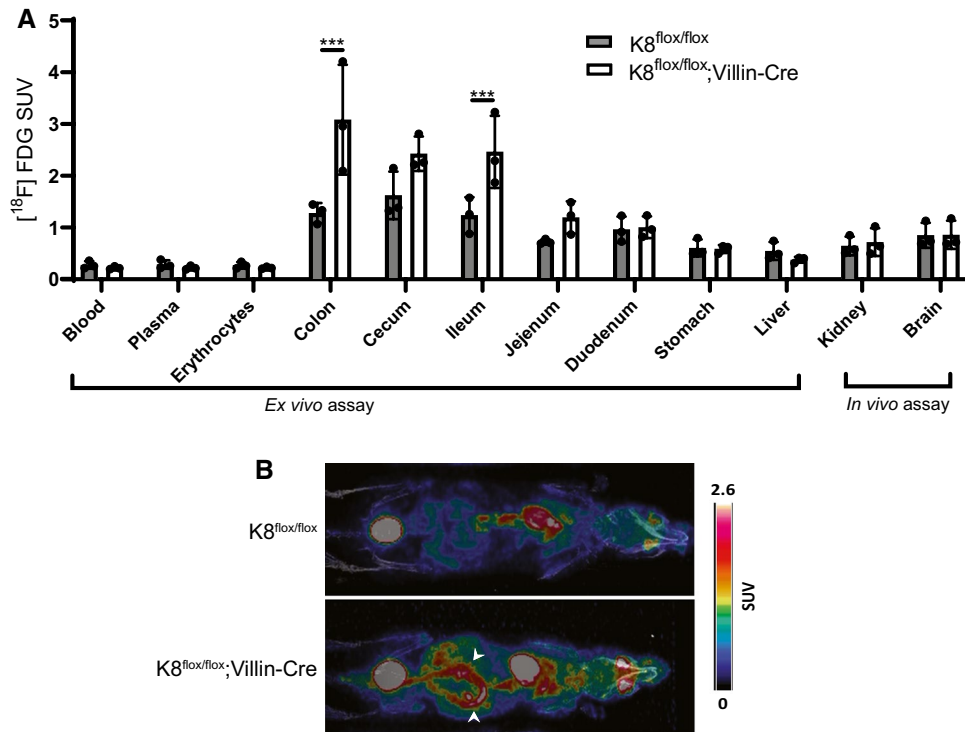 A
5
4
3
2
1
0
[18F] FDG SUV
***
***
K8flox/flox
K8flox/flox;Villin-Cre
Blood
Plasma
Erythrocytes
Colon
Cecum
Ileum
Jejenum
Duodenum
Stomach
Liver
Kidney
Brain
Ex vivo assay
In vivo assay
B
K8flox/flox
K8flox/flox;Villin-Cre
2.6
SUV
0